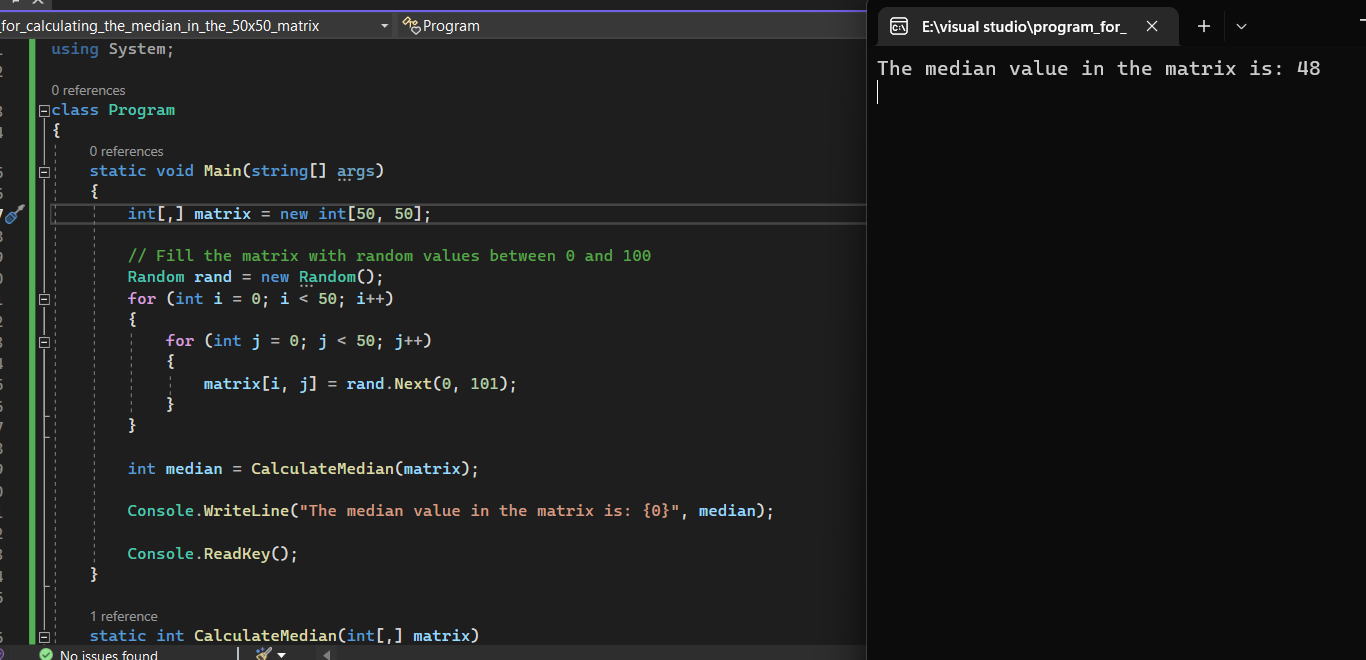 _for_calculating_the_median_in_the_50x50_matrix
Program
using System;
0 references
class Program
{
0 references
static void Main(string[] args)
{
int[,] matrix = new int[50, 50];
// Fill the matrix with random values between 0 and 100
Random rand = new Random();
for (int i = 0; i < 50; i++)
{
for (int j = 0; j < 50; j++)
{
matrix[i, j] = rand.Next(0, 101);
}
}
int median = CalculateMedian(matrix);
Console.WriteLine("The median value in the matrix is: {0}", median);
Console.ReadKey();
}
1 reference
static int CalculateMedian(int[,] matrix)
No issues found
E:\visual studio\program_for_
The median value in the matrix is: 48